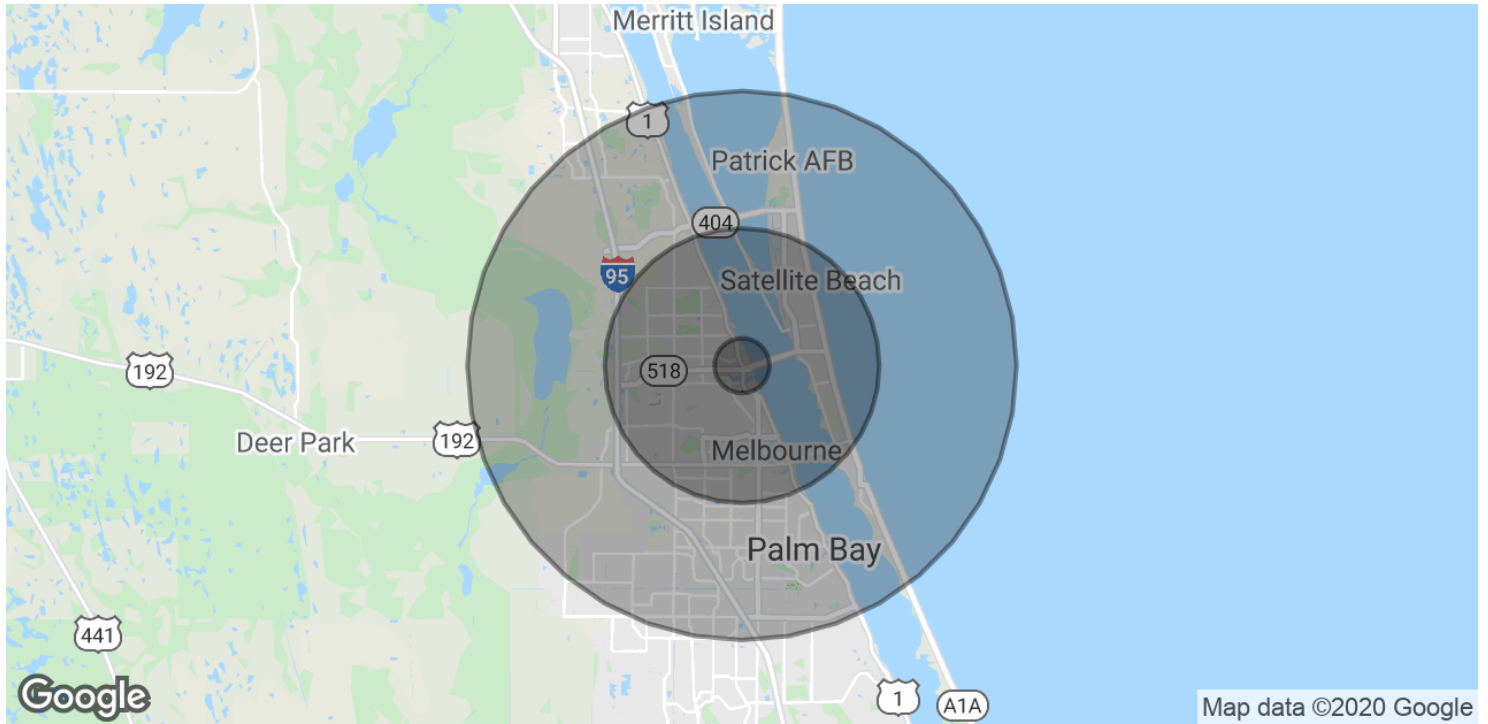 Merritt Island
1
Patrick AFB
404
95
Satellite Beach
192
518
Deer Park
192
Melbourne
Palm Bay
441
Google
1
A1A
Map data ©2020 Google